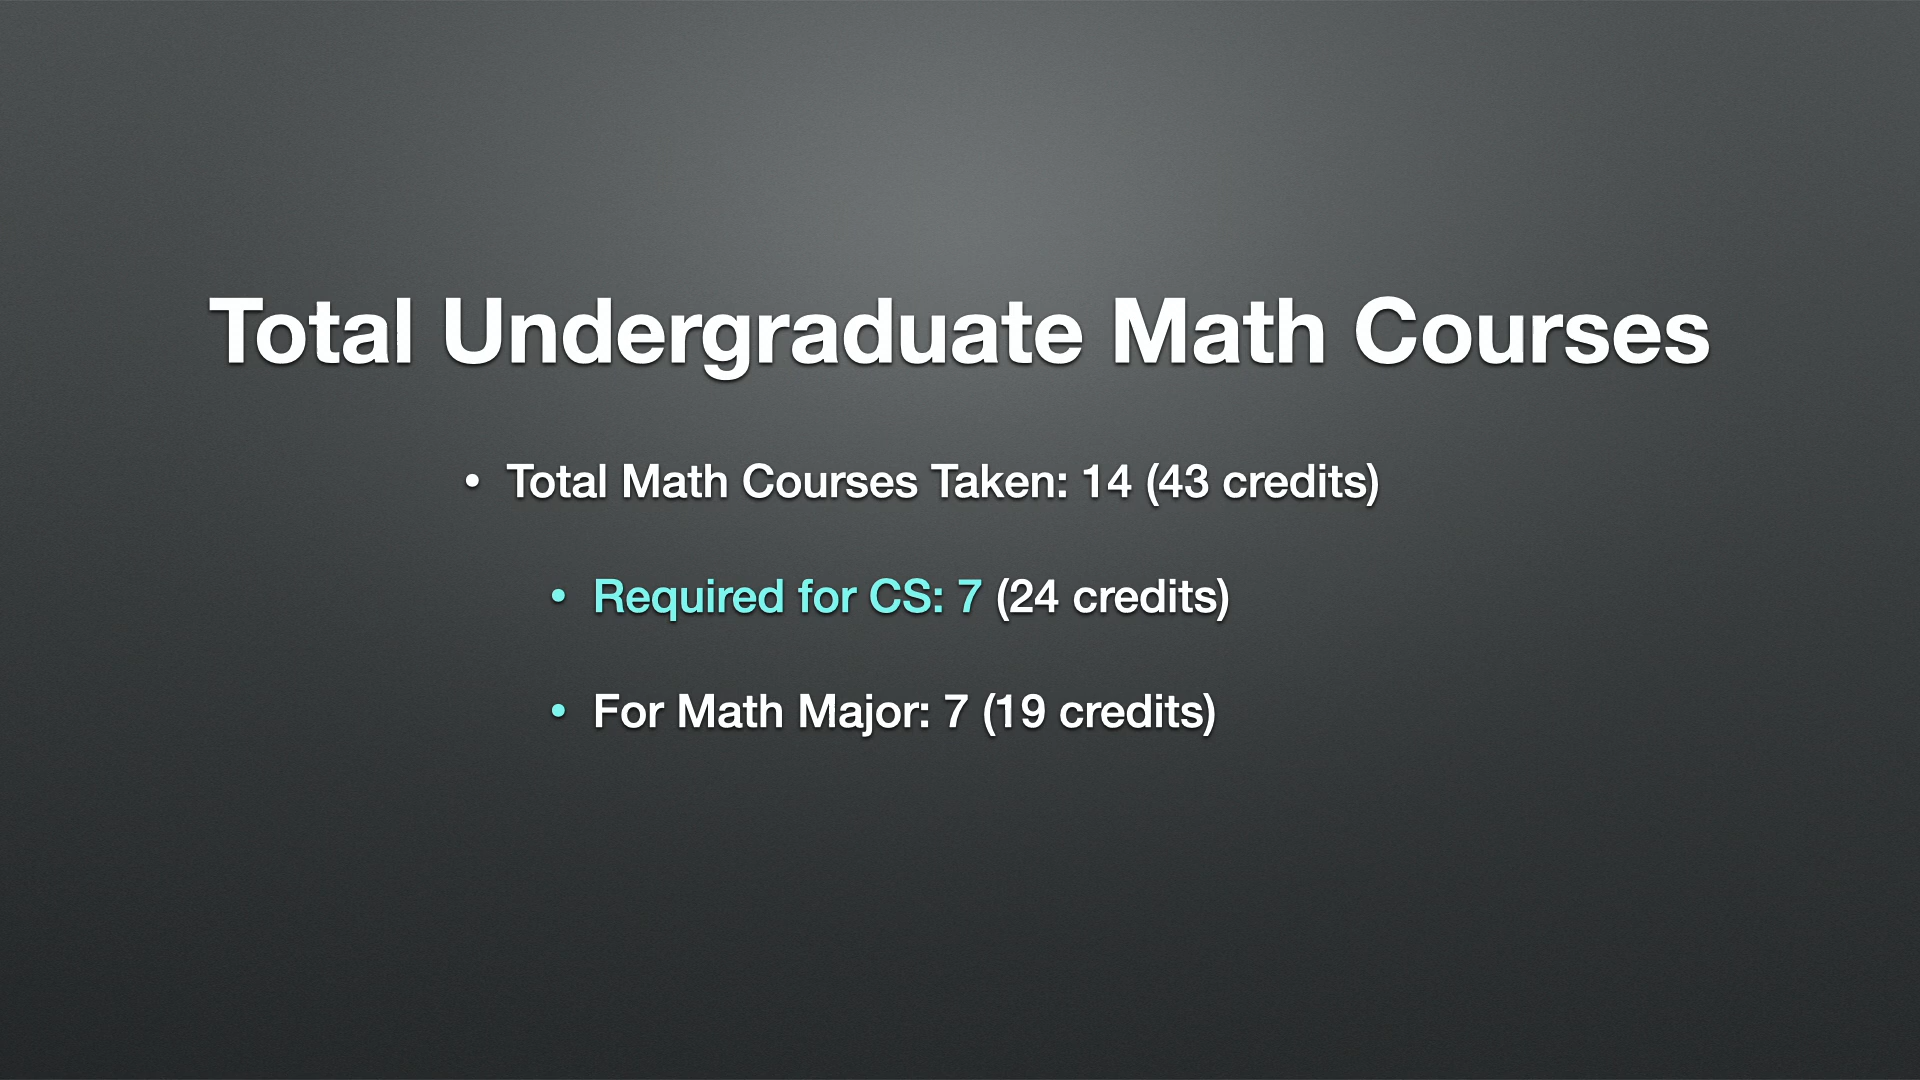 Total Undergraduate Math Courses
• Total Math Courses Taken: 14 (43 credits)
• Required for CS: 7 (24 credits)
• For Math Major: 7 (19 credits)